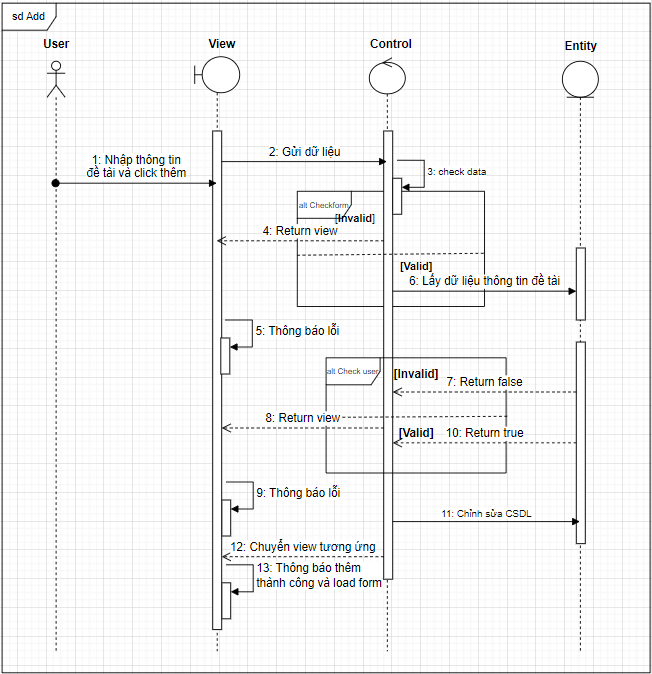 sd Add
User
View
Control
Entity
1: Nhập thông tin
đề tài và click thêm
2: Gửi dữ liệu
3: check data
alt Checkform
[Invalid]
4: Return view
[Valid]
6: Lấy dữ liệu thông tin đề tài
5: Thông báo lỗi
alt Check user
[Invalid]
7: Return false
8: Return view
[Valid]
10: Return true
9: Thông báo lỗi
11: Chỉnh sửa CSDL
12: Chuyển view tương ứng
13: Thông báo thêm
thành công và load form